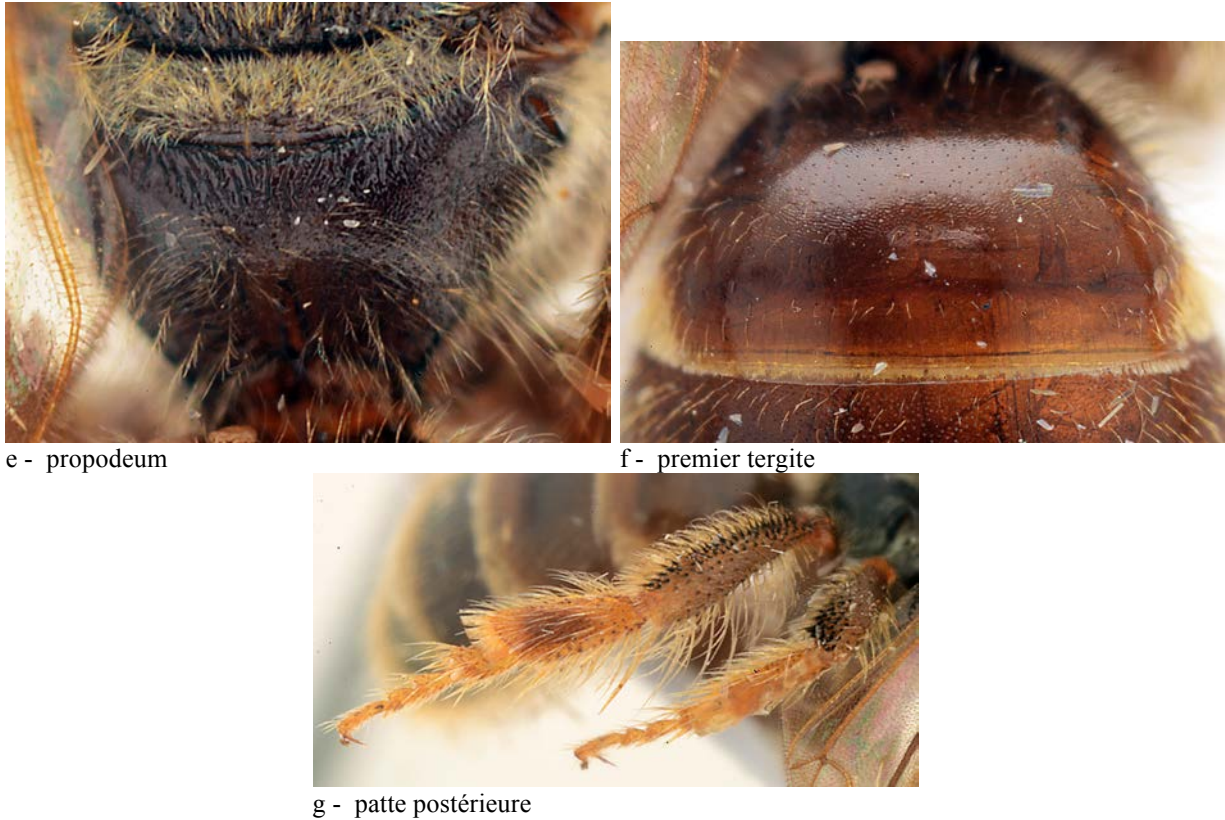 e - propodeum
f - premier tergite
g - patte postérieure